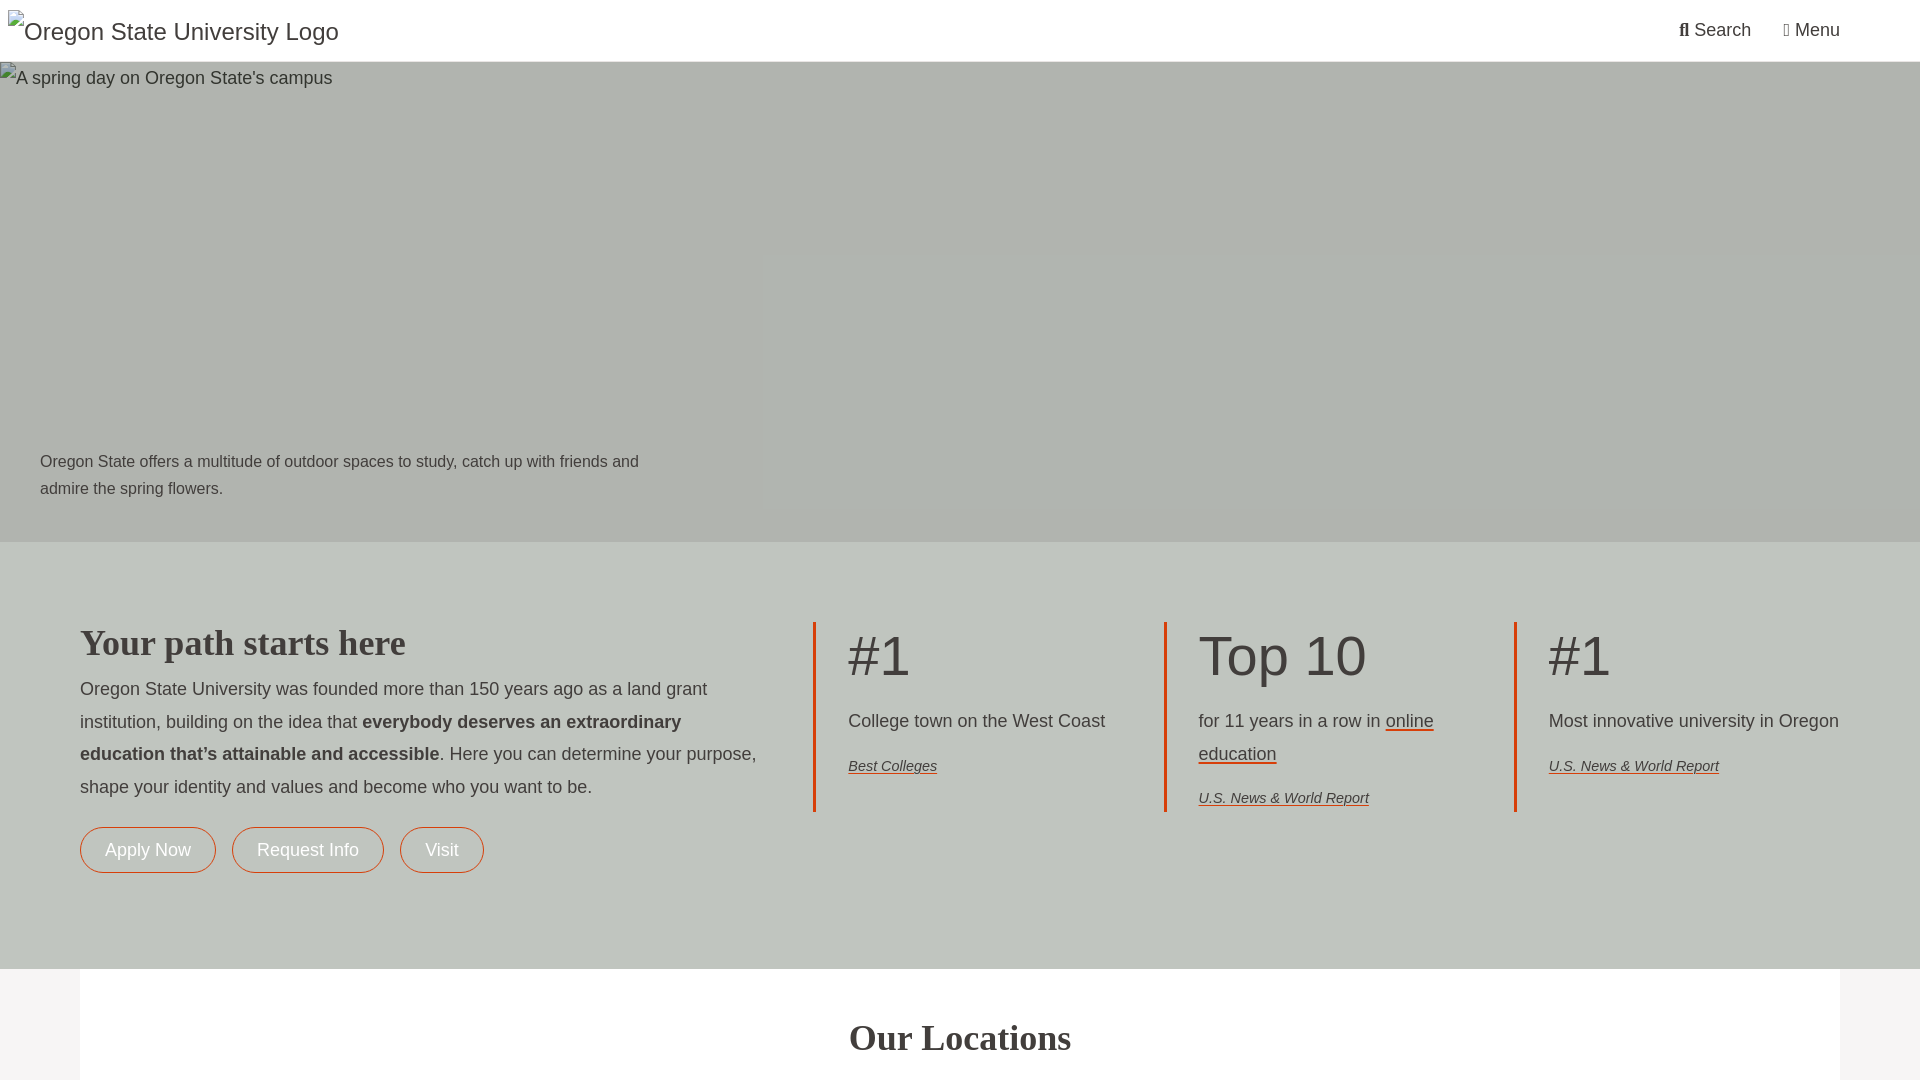 Oregon State University Logo
Search
Menu
A spring day on Oregon State's campus
Oregon State offers a multitude of outdoor spaces to study, catch up with friends and
admire the spring flowers.
Your path starts here
Oregon State University was founded more than 150 years ago as a land grant
institution, building on the idea that everybody deserves an extraordinary
education that’s attainable and accessible. Here you can determine your purpose,
shape your identity and values and become who you want to be.
Apply Now
Request Info
Visit
#1
College town on the West Coast
Best Colleges
Top 10
for 11 years in a row in online
education
U.S. News & World Report
#1
Most innovative university in Oregon
U.S. News & World Report
Our Locations